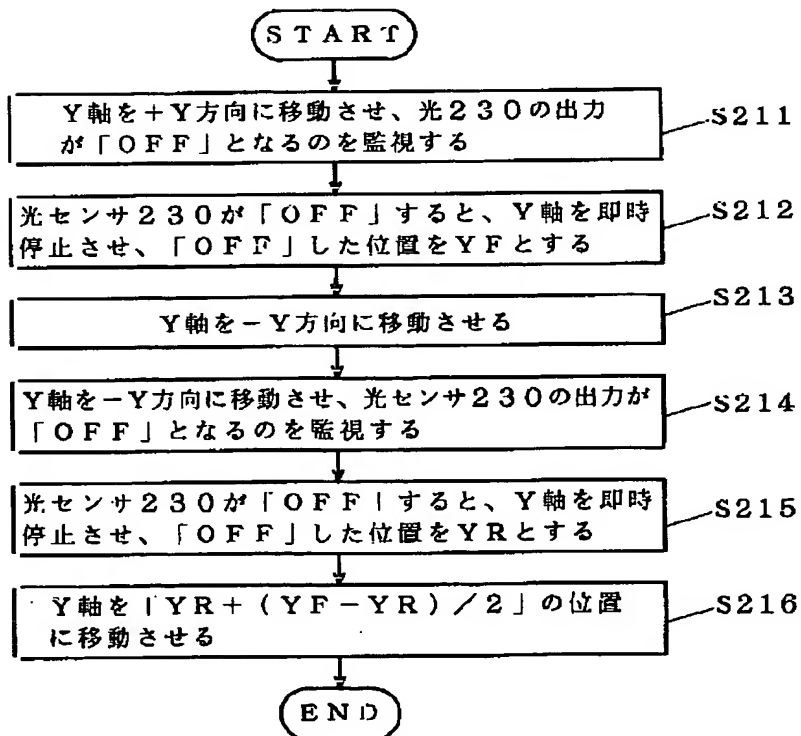 START
Y軸を+Y方向に移動させ、光230の出力
が「OFF」となるのを監視する
S211
光センサ230が「OFF」すると、Y軸を即時
停止させ、「OFF」した位置をYFとする
S212
Y軸を-Y方向に移動させる
S213
Y軸を-Y方向に移動させ、光センサ230の出力が
「OFF」となるのを監視する
S214
光センサ230が「OFF」すると、Y軸を即時
停止させ、「OFF」した位置をYRとする
S215
Y軸を「YR+(YF-YR)/2」の位置
に移動させる
S216
END